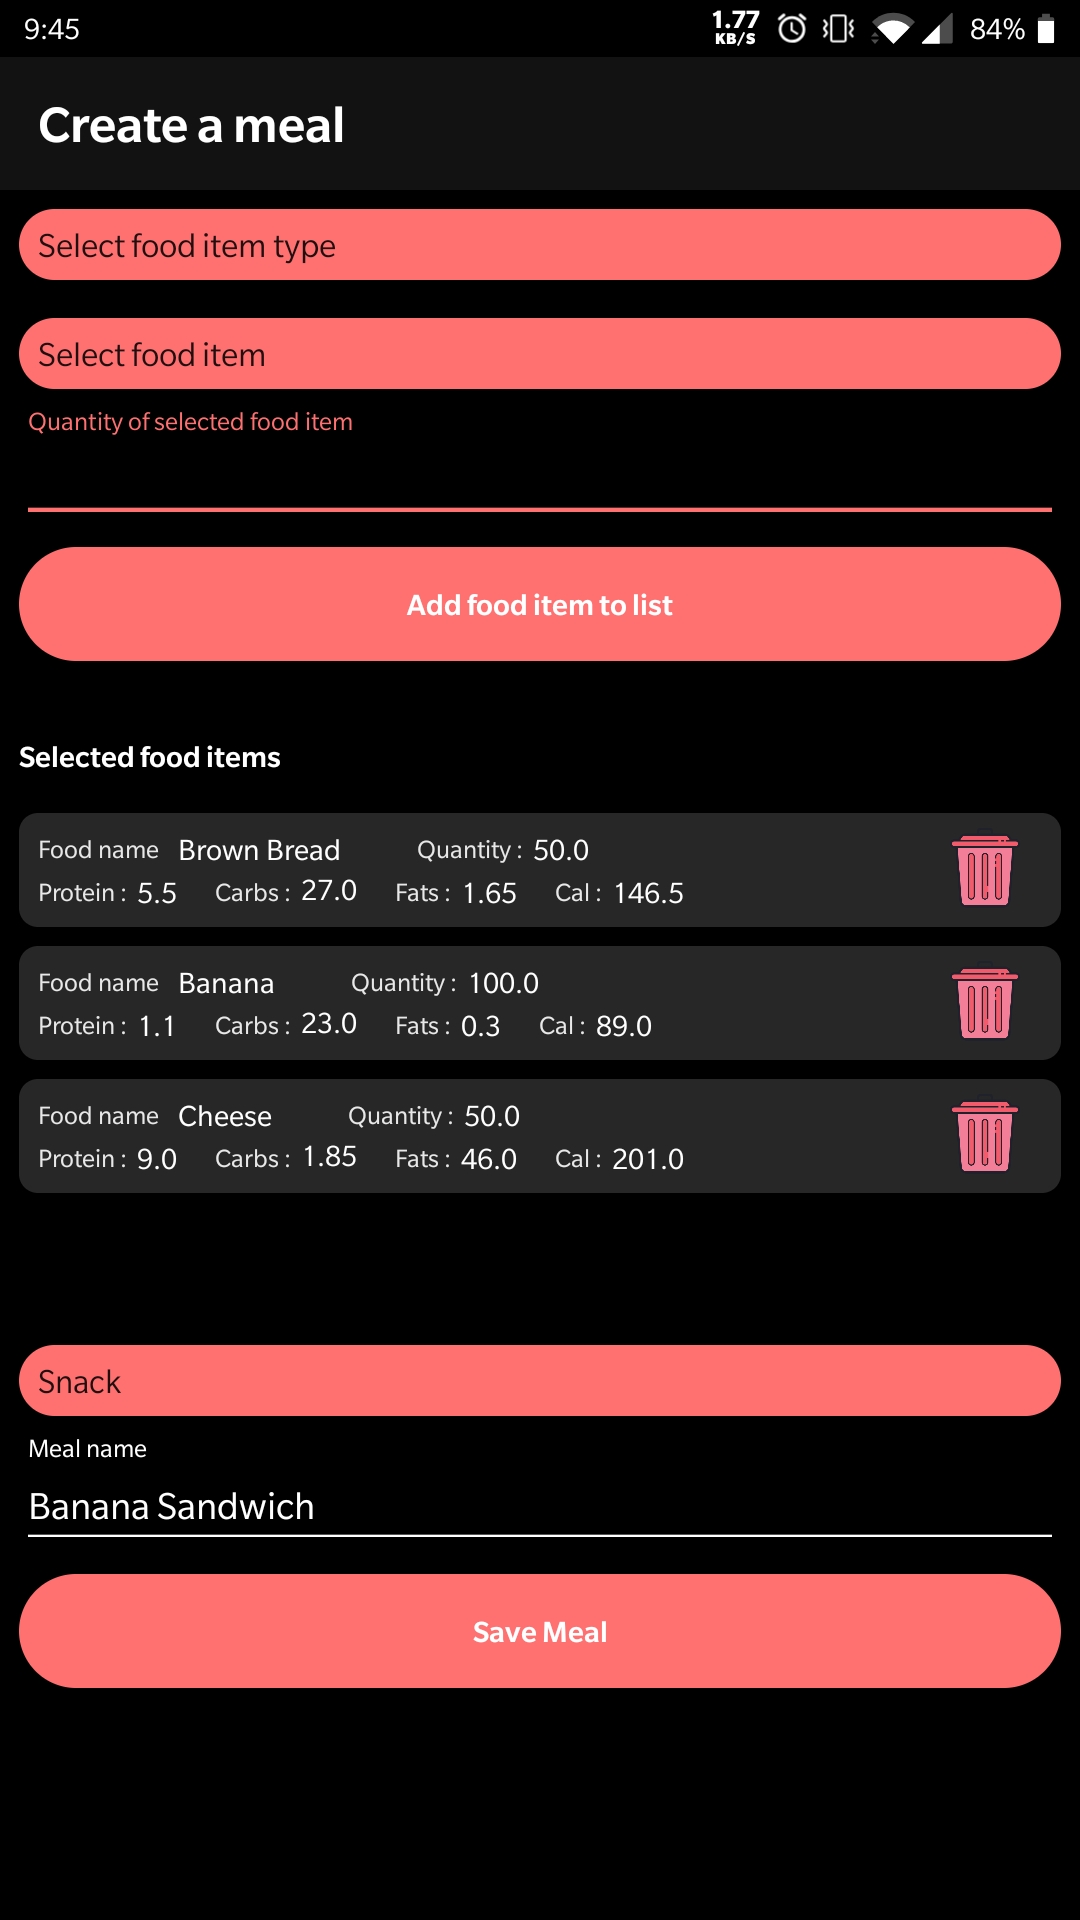 9:45 1.77 KB/S 84%
Create a meal
Select food item type
Select food item
Quantity of selected food item
Add food item to list
Selected food items
Food name Brown Bread Quantity : 50.0
Protein : 5.5 Carbs : 27.0 Fats : 1.65 Cal : 146.5
Food name Banana Quantity : 100.0
Protein : 1.1 Carbs : 23.0 Fats : 0.3 Cal : 89.0
Food name Cheese Quantity : 50.0
Protein : 9.0 Carbs : 1.85 Fats : 46.0 Cal : 201.0
Snack
Meal name
Banana Sandwich
Save Meal